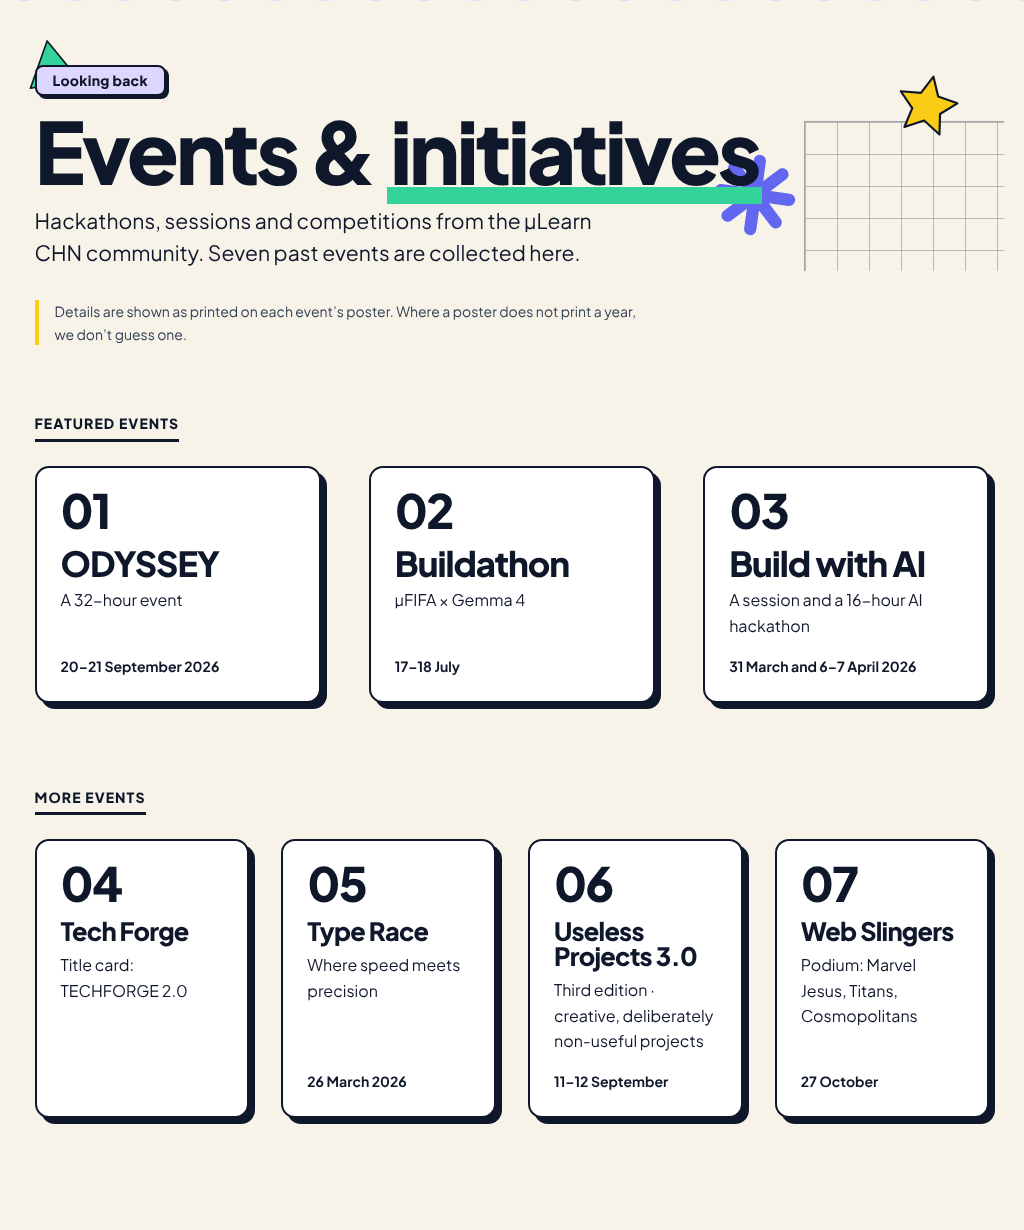 Looking back
Events & initiatives
Hackathons, sessions and competitions from the µLearn
CHN community. Seven past events are collected here.
Details are shown as printed on each event’s poster. Where a poster does not print a year,
we don’t guess one.
FEATURED EVENTS
01
ODYSSEY
A 32–hour event
20–21 September 2026
02
Buildathon
µFIFA × Gemma 4
17–18 July
03
Build with AI
A session and a 16–hour AI
hackathon
31 March and 6–7 April 2026
MORE EVENTS
04
Tech Forge
Title card:
TECHFORGE 2.0
05
Type Race
Where speed meets
precision
26 March 2026
06
Useless
Projects 3.0
Third edition ·
creative, deliberately
non-useful projects
11–12 September
07
Web Slingers
Podium: Marvel
Jesus, Titans,
Cosmopolitans
27 October